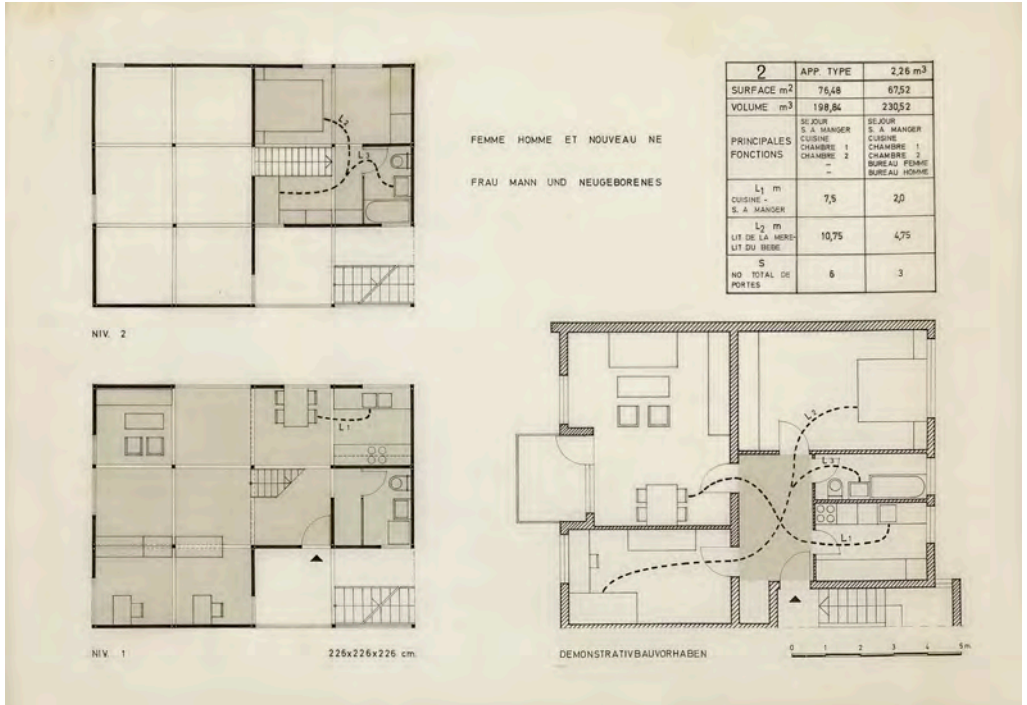 L2
L3
NIV. 2
FEMME HOMME ET NOUVEAU NE
FRAU MANN UND NEUGEBORENES
2 APP. TYPE 2,26 m3
SURFACE m2 76,48 67,52
VOLUME m3 198,84 230,52
PRINCIPALES FONCTIONS
SEJOUR
S. A MANGER
CUISINE
CHAMBRE 1
CHAMBRE 2
–
–
SEJOUR
S. A MANGER
CUISINE
CHAMBRE 1
CHAMBRE 2
BUREAU FEMME
BUREAU HOMME
L1 m
CUISINE -
S. A MANGER
7,5 2,0
L2 m
LIT DE LA MERE-
LIT DU BEBE
10,75 4,75
S
NO TOTAL DE
PORTES
6 3
L1
NIV. 1
226x226x226 cm.
L2
L3
L1
DEMONSTRATIVBAUVORHABEN
0 1 2 3 4 5 m.